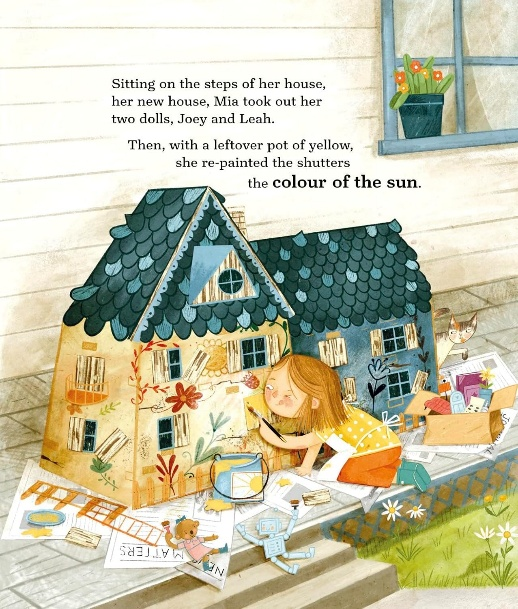 Sitting on the steps of her house,
her new house, Mia took out her
two dolls, Joey and Leah.
Then, with a leftover pot of yellow,
she re-painted the shutters
the colour of the sun.
MATTERS